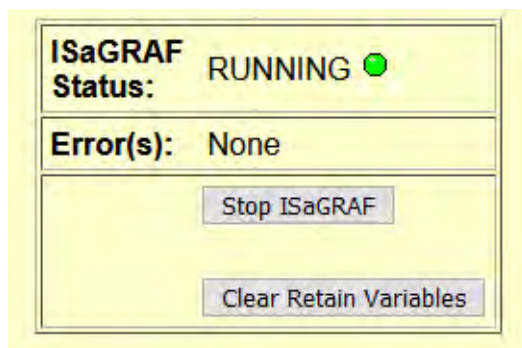 ISaGRAF
Status:
RUNNING
Error(s): None
Stop ISaGRAF
Clear Retain Variables